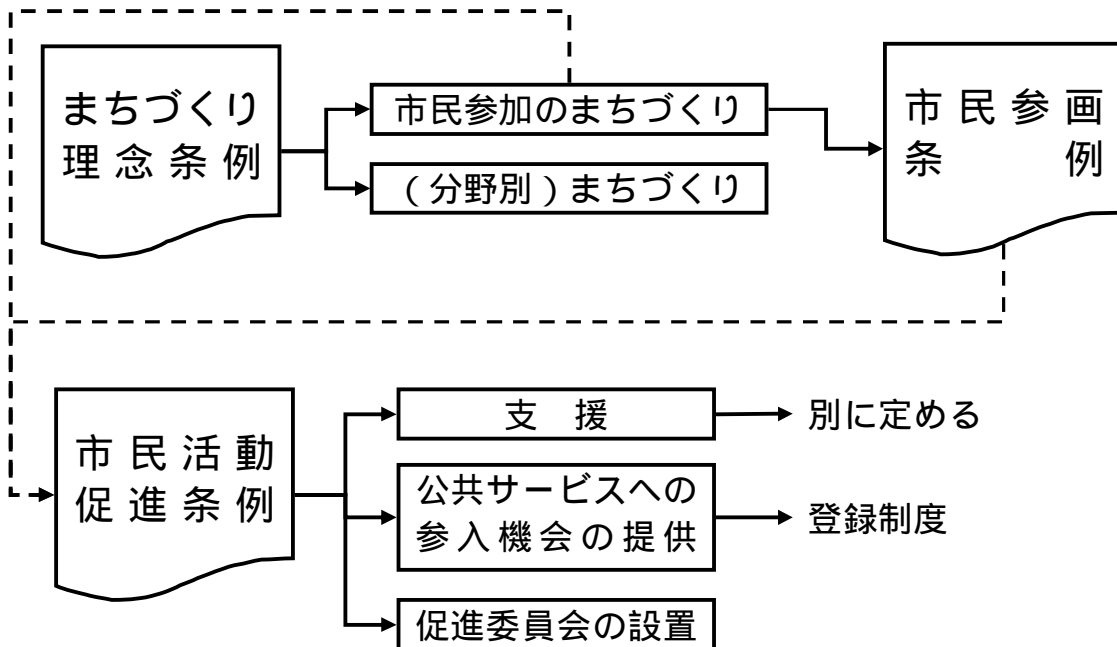 まちづくり
理念条例
市民参加のまちづくり
（分野別）まちづくり
市民参画
条例
市民活動
促進条例
支　援
別に定める
公共サービスへの
参入機会の提供
登録制度
促進委員会の設置